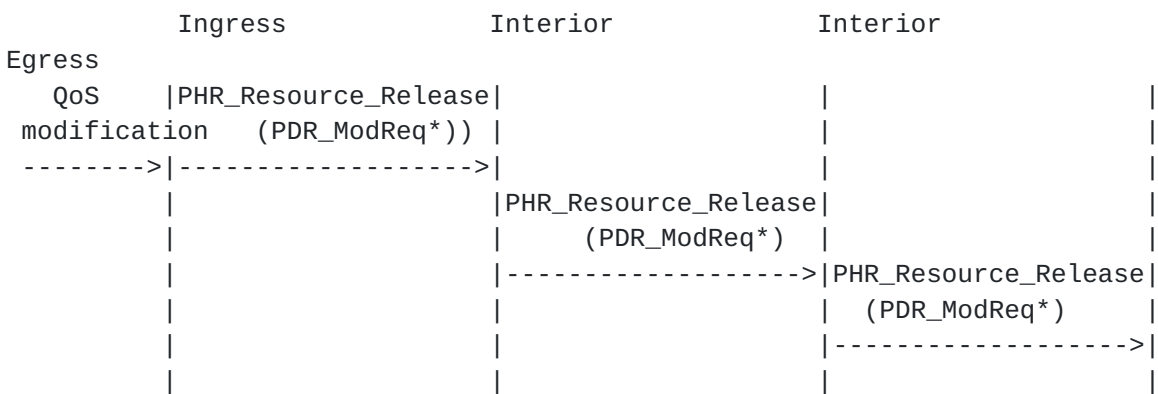 Ingress Interior Interior
Egress
QoS |PHR_Resource_Release| | |
modification (PDR_ModReq*)) | | |
-------->|------------------->| | |
| |PHR_Resource_Release| |
| | (PDR_ModReq*) | |
| |------------------->|PHR_Resource_Release|
| | | (PDR_ModReq*) |
| | |------------------->|
| | | |